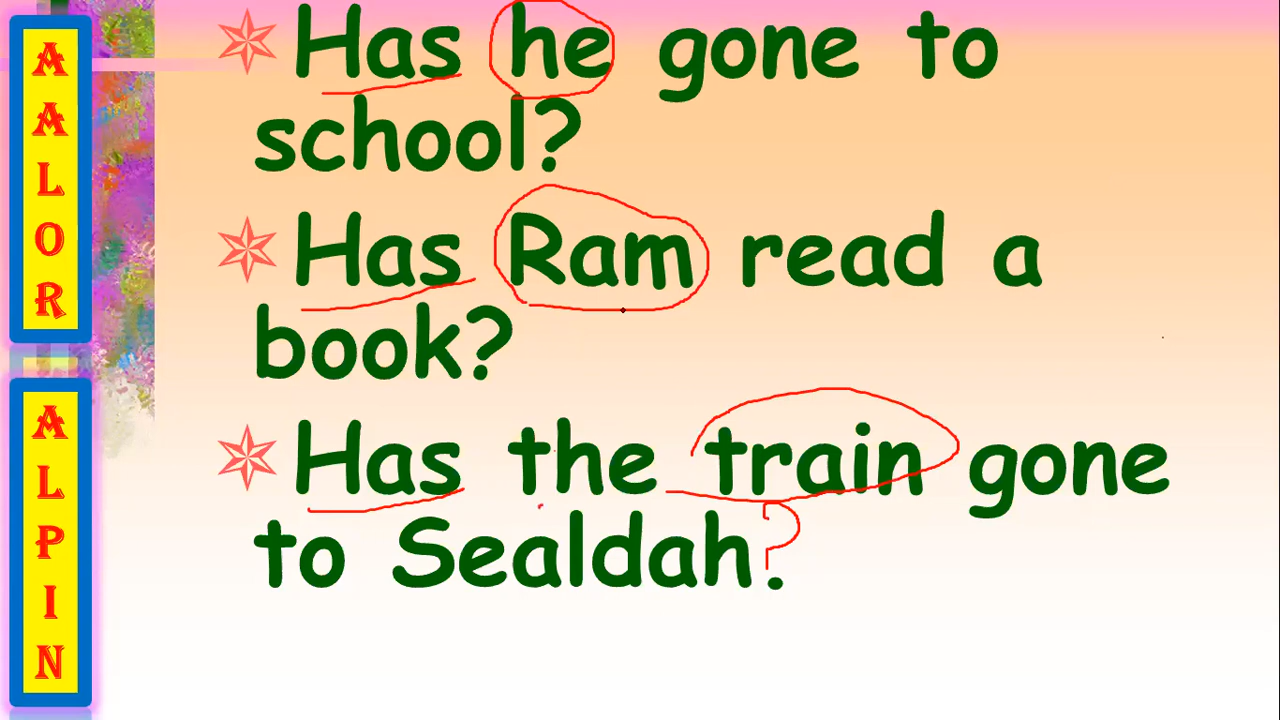 AALOR
ALPIN
Has he gone to
school?
Has Ram read a
book?
Has the train gone
to Sealdah.?